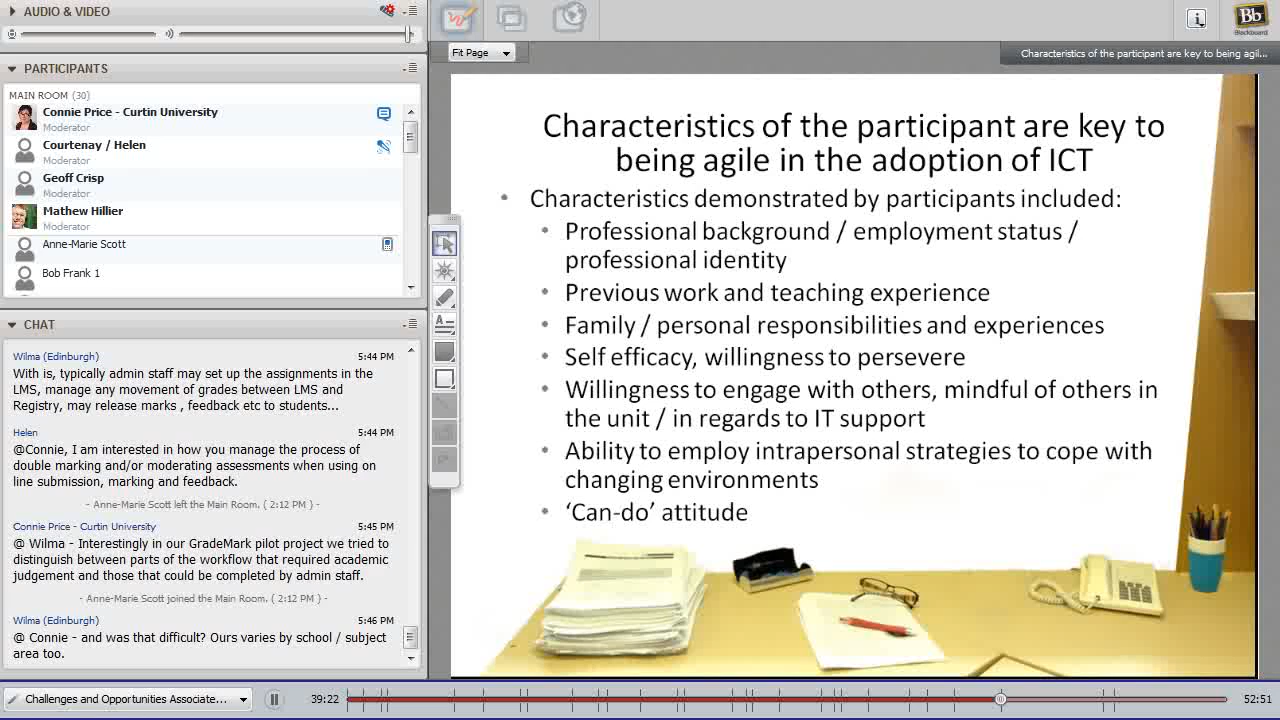 AUDIO & VIDEO
PARTICIPANTS
MAIN ROOM (30)
Connie Price - Curtin University
Moderator
Courtenay / Helen
Moderator
Geoff Crisp
Moderator
Mathew Hillier
Moderator
Anne-Marie Scott
Bob Frank 1
CHAT
Wilma (Edinburgh) 5:44 PM
With is, typically admin staff may set up the assignments in the
LMS, manage any movement of grades between LMS and
Registry, may release marks , feedback etc to students...
Helen 5:44 PM
@Connie, I am interested in how you manage the process of
double marking and/or moderating assessments when using on
line submission, marking and feedback.
- Anne-Marie Scott left the Main Room. ( 2:12 PM ) -
Connie Price - Curtin University 5:45 PM
@ Wilma - Interestingly in our GradeMark pilot project we tried to
distinguish between parts of the workflow that required academic
judgement and those that could be completed by admin staff.
- Anne-Marie Scott joined the Main Room. ( 2:12 PM ) -
Wilma (Edinburgh) 5:46 PM
@ Connie - and was that difficult? Ours varies by school / subject
area too.
Fit Page
Bb
Blackboard
Characteristics of the participant are key to being agil...
Characteristics of the participant are key to
being agile in the adoption of ICT
• Characteristics demonstrated by participants included:
• Professional background / employment status /
professional identity
• Previous work and teaching experience
• Family / personal responsibilities and experiences
• Self efficacy, willingness to persevere
• Willingness to engage with others, mindful of others in
the unit / in regards to IT support
• Ability to employ intrapersonal strategies to cope with
changing environments
• ‘Can-do’ attitude
Challenges and Opportunities Associate...
39:22
52:51